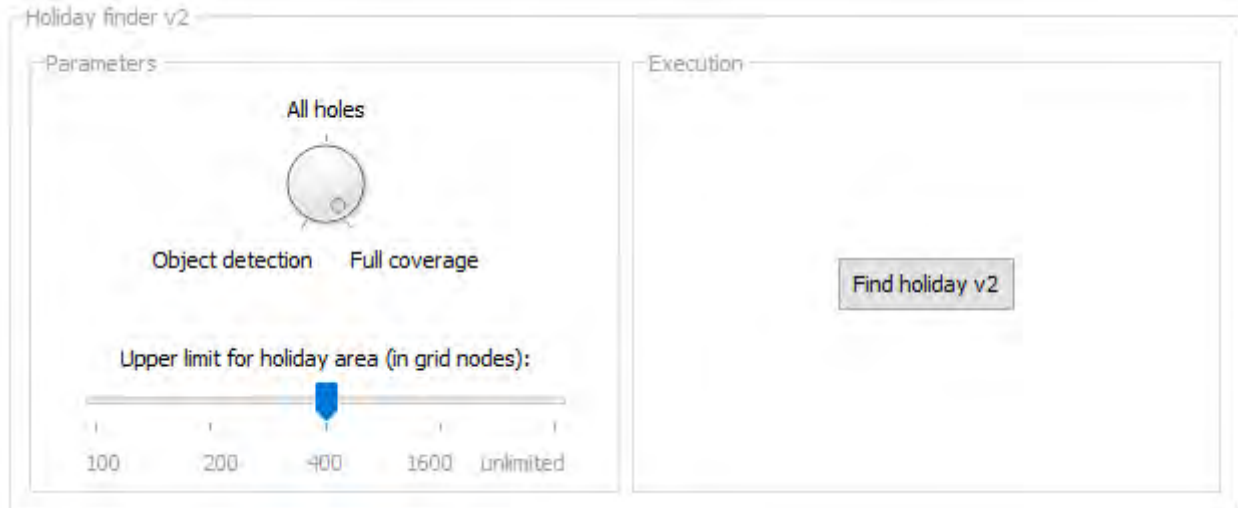 Holiday finder v2
Parameters
Execution
All holes
Object detection Full coverage
Find holiday v2
Upper limit for holiday area (in grid nodes):
100 200 400 1600 unlimited